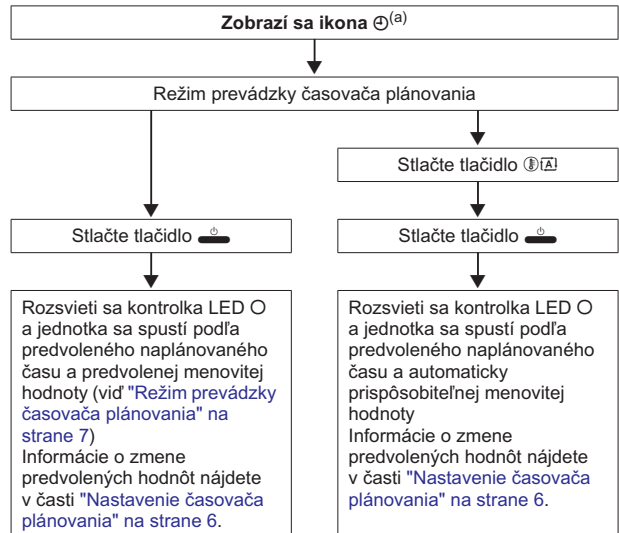 Zobrazí sa ikona (a)
Režim prevádzky časovača plánovania
Stlačte tlačidlo
Stlačte tlačidlo
Stlačte tlačidlo
Rozsvieti sa kontrolka LED
a jednotka sa spustí podľa
predvoleného naplánovaného
času a predvolenej menovitej
hodnoty (viď "Režim prevádzky
časovača plánovania" na
strane 7)
Informácie o zmene
predvolených hodnôt nájdete
v časti "Nastavenie časovača
plánovania" na strane 6.
Rozsvieti sa kontrolka LED
a jednotka sa spustí podľa
predvoleného naplánovaného
času a automaticky
prispôsobiteľnej menovitej
hodnoty
Informácie o zmene
predvolených hodnôt nájdete
v časti "Nastavenie časovača
plánovania" na strane 6.